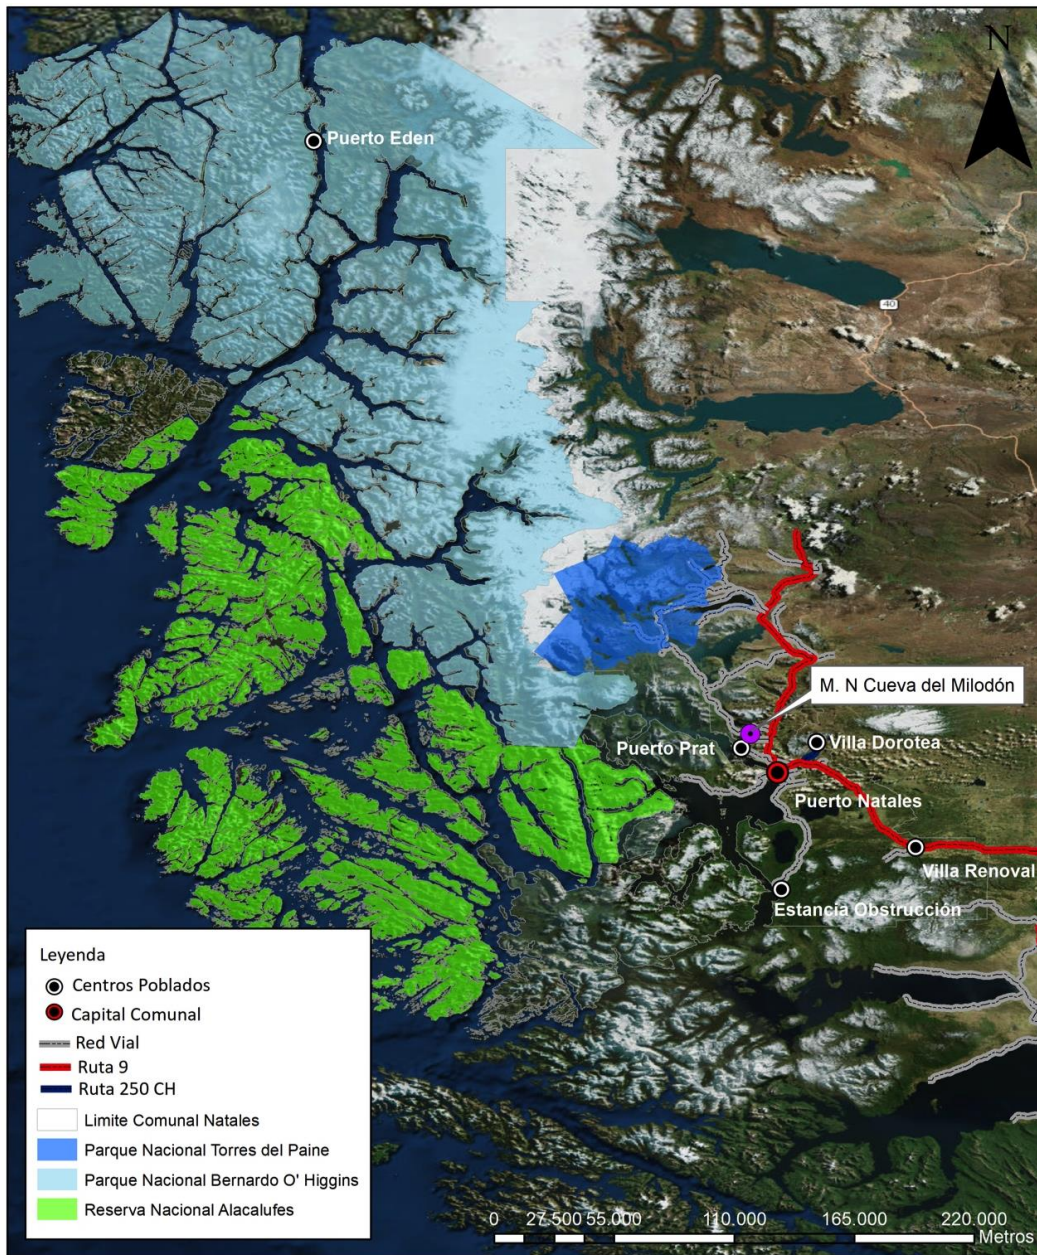 N
Puerto Eden
40
M. N Cueva del Milodón
Puerto Prat
Villa Dorotea
Puerto Natales
Villa Renoval
Estancia Obstrucción
Leyenda
Centros Poblados
Capital Comunal
Red Vial
Ruta 9
Ruta 250 CH
Limite Comunal Natales
Parque Nacional Torres del Paine
Parque Nacional Bernardo O' Higgins
Reserva Nacional Alacalufes
0 27.500 55.000 110.000 165.000 220.000
Metros